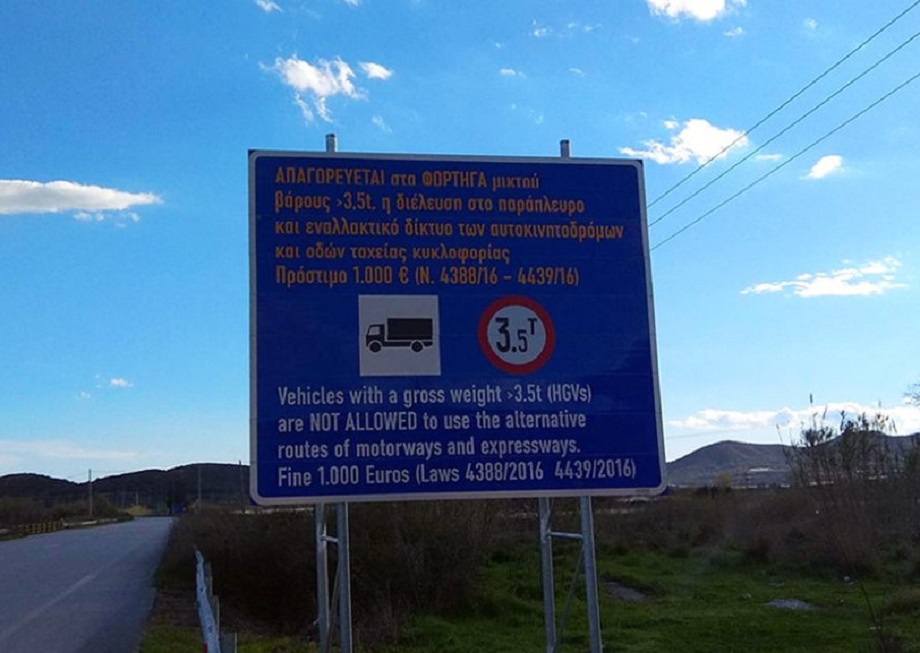 ΑΠΑΓΟΡΕΥΕΤΑΙ στα ΦΟΡΤΗΓΑ μικτού
βάρους >3,5t. η διέλευση στο παράπλευρο
και εναλλακτικό δίκτυο των αυτοκινητοδρόμων
και οδών ταχείας κυκλοφορίας
Πρόστιμο 1.000 € (Ν. 4388/16 - 4439/16)
3.5T
Vehicles with a gross weight >3.5t (HGVs)
are NOT ALLOWED to use the alternative
routes of motorways and expressways.
Fine 1.000 Euros (Laws 4388/2016 4439/2016)